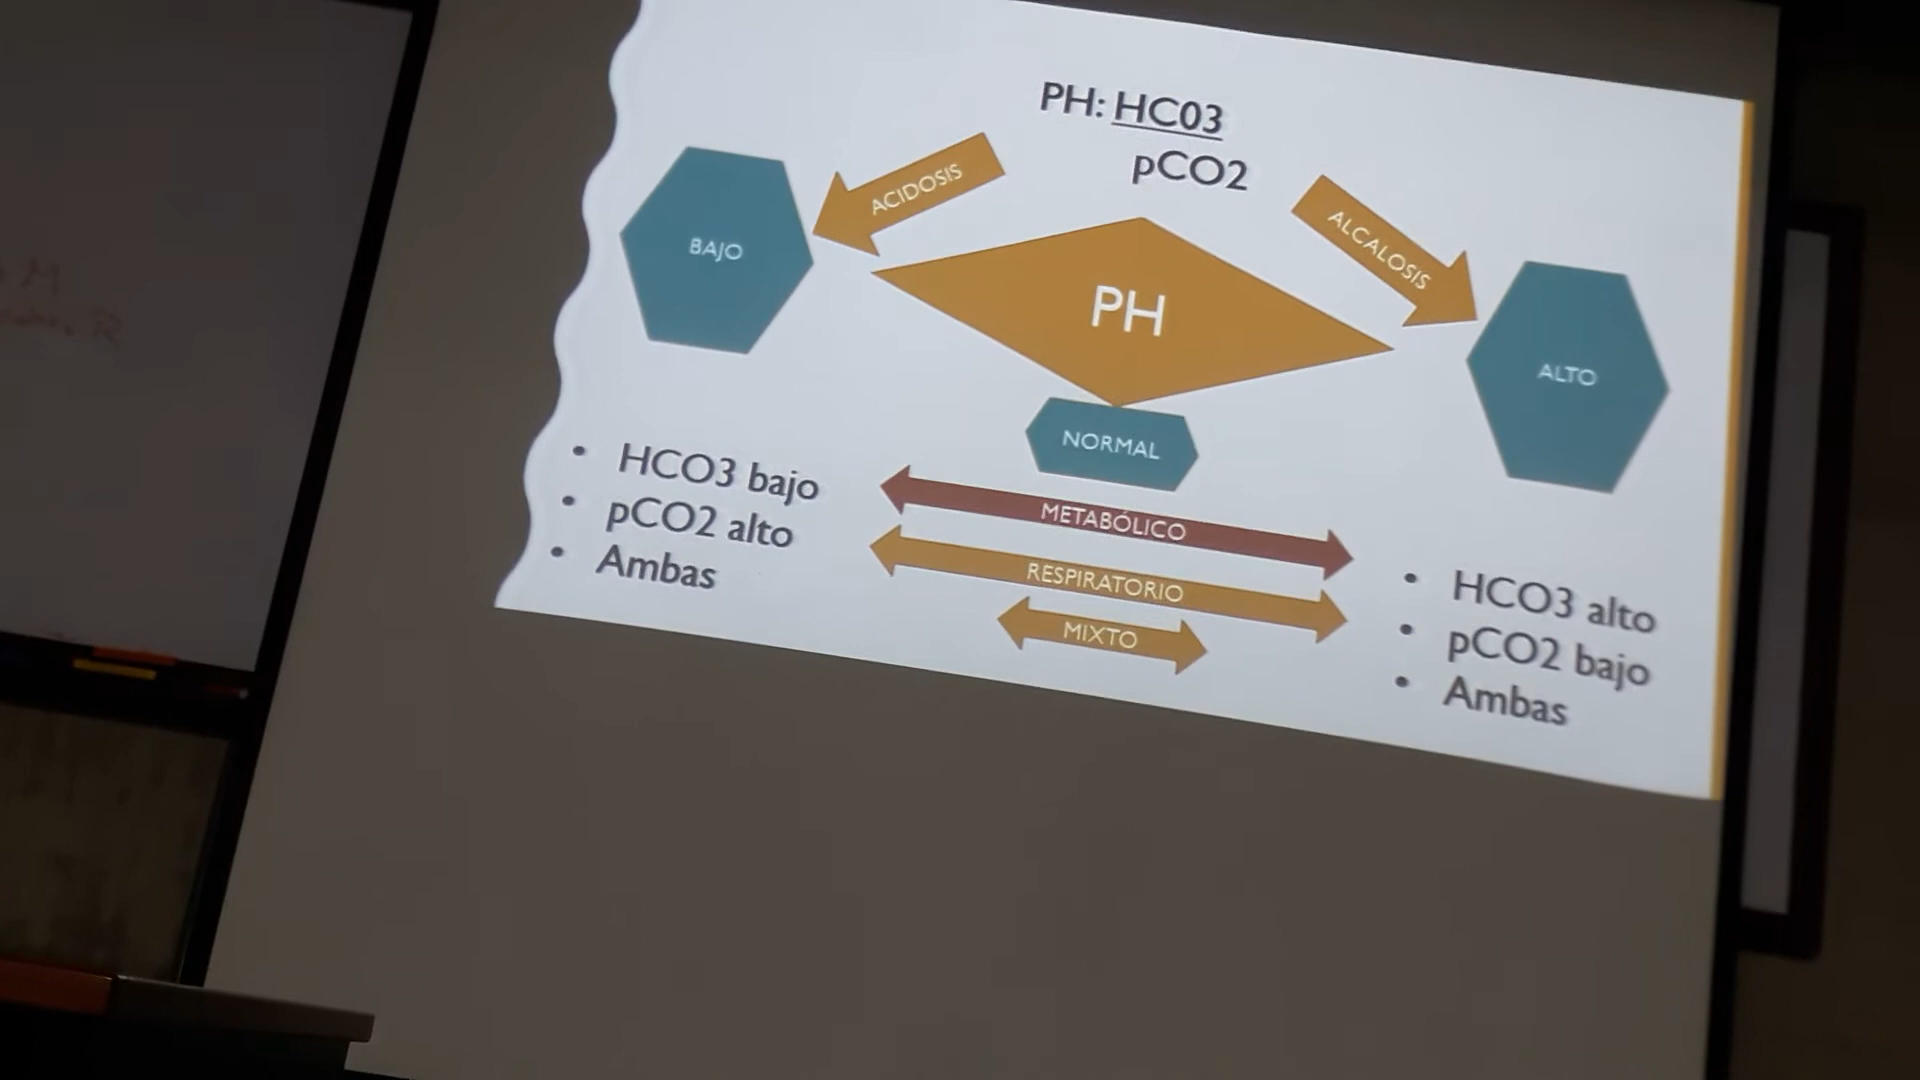 PH: HC03
pCO2
ACIDOSIS
ALCALOSIS
BAJO
PH
ALTO
NORMAL
• HCO3 bajo
• pCO2 alto
• Ambas
METABÓLICO
RESPIRATORIO
MIXTO
• HCO3 alto
• pCO2 bajo
• Ambas